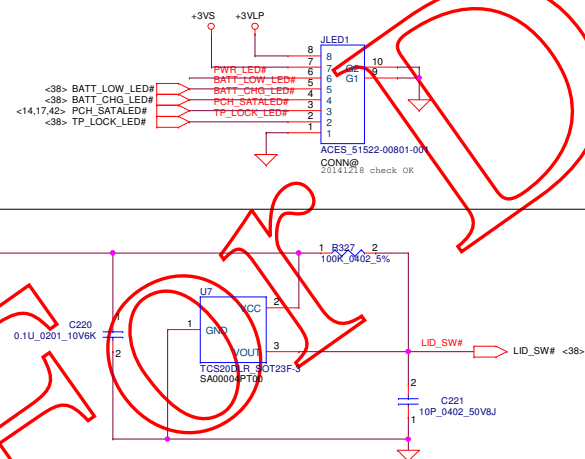 +3VS +3VLP
JLED1
8 8
7 7 G2 10
PWR_LED# 6 6 G1 9
<38> BATT_LOW_LED# BATT_LOW_LED# 5 5
<38> BATT_CHG_LED# BATT_CHG_LED# 4 4
<14,17,42> PCH_SATALED# PCH_SATALED# 3 3
<38> TP_LOCK_LED# TP_LOCK_LED# 2 2
1 1
ACES_51522-00801-001
CONN@
20141218 check OK
1 R327 2
100K_0402_5%
U7
VCC 2
C220 1
0.1U_0201_10V6K
2
1 GND
VOUT 3
TCS20DLR_SOT23F-3
SA00004PT00
LID_SW# LID_SW# <38>
2
C221
10P_0402_50V8J
1